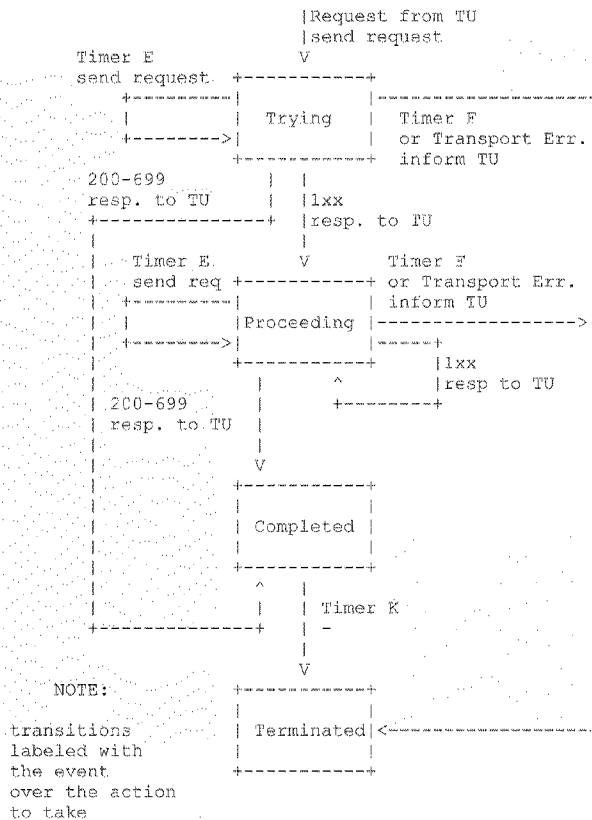 |Request from TU
|send request
Timer E V
send request +-----------+
+---------| |-------------------
| | Trying | Timer F
+-------->| | or Transport Err.
+-----------+ inform TU
200-699 | |
resp. to TU | |1xx
+---------------+ |resp. to TU
| |
| Timer E V Timer F
| send req +-----------+ or Transport Err.
| +---------| | inform TU
| | |Proceeding |------------------>
| +-------->| |-----+
| +-----------+ |1xx
| | ^ |resp to TU
| 200-699 | +--------+
| resp. to TU |
| |
| V
| +-----------+
| | |
| | Completed |
| | |
| +-----------+
| ^ |
| | | Timer K
+--------------+ | -
|
V
NOTE: +-----------+
| |
transitions | Terminated|<-------------------
labeled with | |
the event +-----------+
over the action
to take